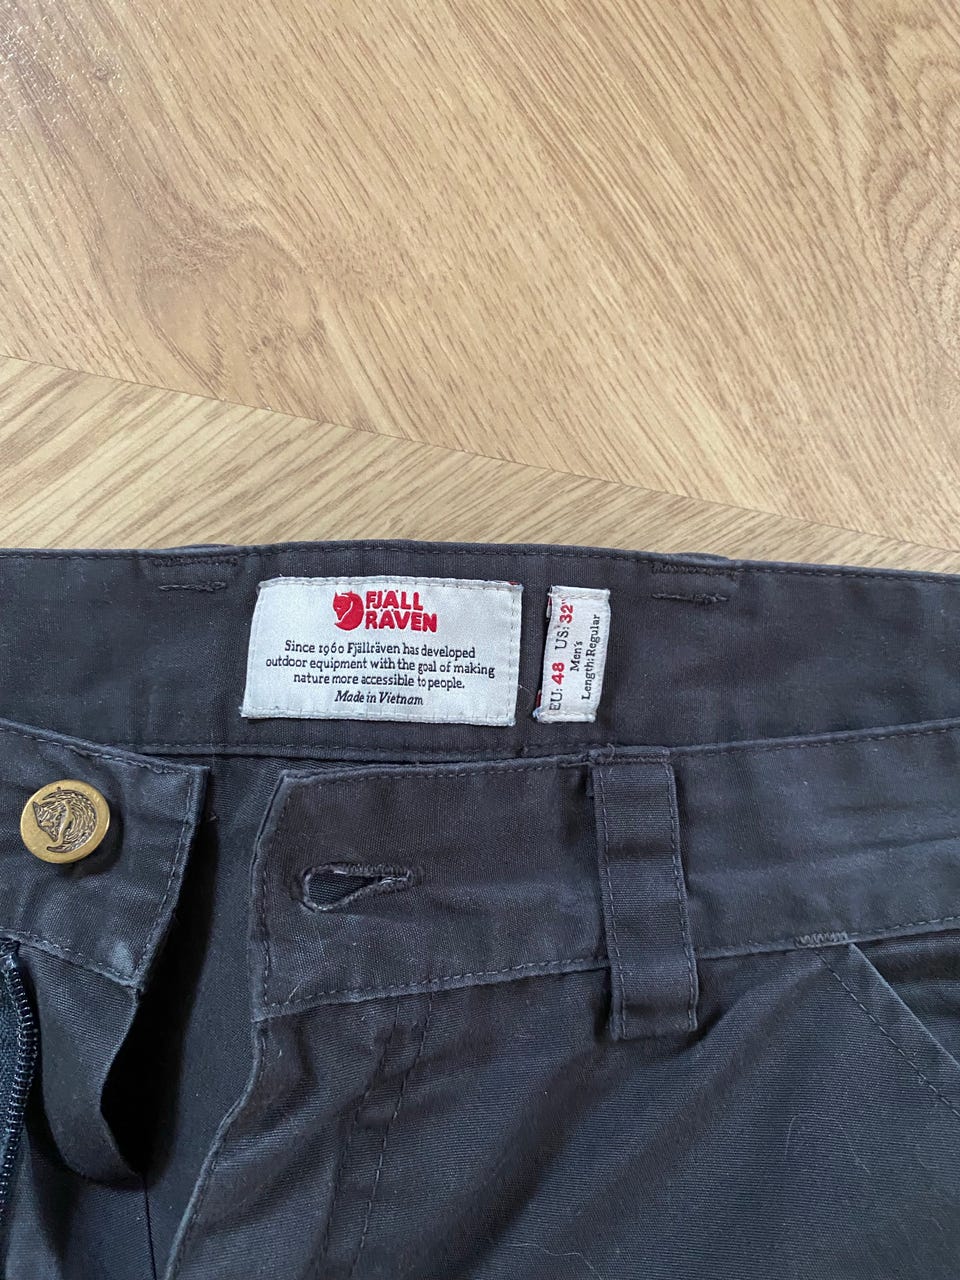 FJÄLL
RÄVEN
Since 1960 Fjällräven has developed
outdoor equipment with the goal of making
nature more accessible to people.
Made in Vietnam
EU: 48 US: 32"
Men's
Length: Regular